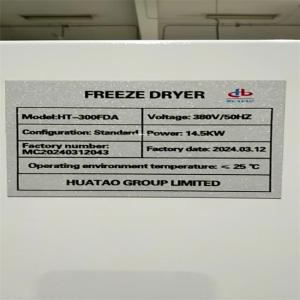 FREEZE DRYER
Model:HT-300FDA Voltage: 380V/50HZ
Configuration: Standard Power: 14.5KW
Factory number: MC20240312043 Factory date: 2024.03.12
Operating environment temperature: ≤ 25 ℃
HUATAO GROUP LIMITED